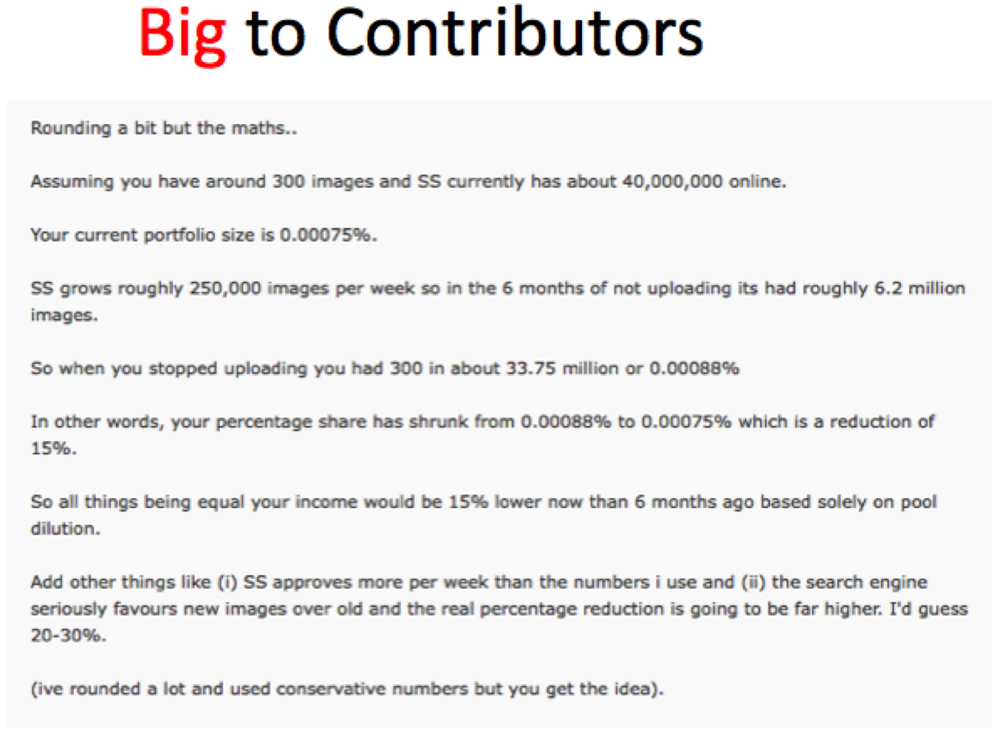 Big to Contributors
Rounding a bit but the maths..
Assuming you have around 300 images and SS currently has about 40,000,000 online.
Your current portfolio size is 0.00075%.
SS grows roughly 250,000 images per week so in the 6 months of not uploading its had roughly 6.2 million
images.
So when you stopped uploading you had 300 in about 33.75 million or 0.00088%
In other words, your percentage share has shrunk from 0.00088% to 0.00075% which is a reduction of
15%.
So all things being equal your income would be 15% lower now than 6 months ago based solely on pool
dilution.
Add other things like (i) SS approves more per week than the numbers i use and (ii) the search engine
seriously favours new images over old and the real percentage reduction is going to be far higher. I'd guess
20-30%.
(ive rounded a lot and used conservative numbers but you get the idea).